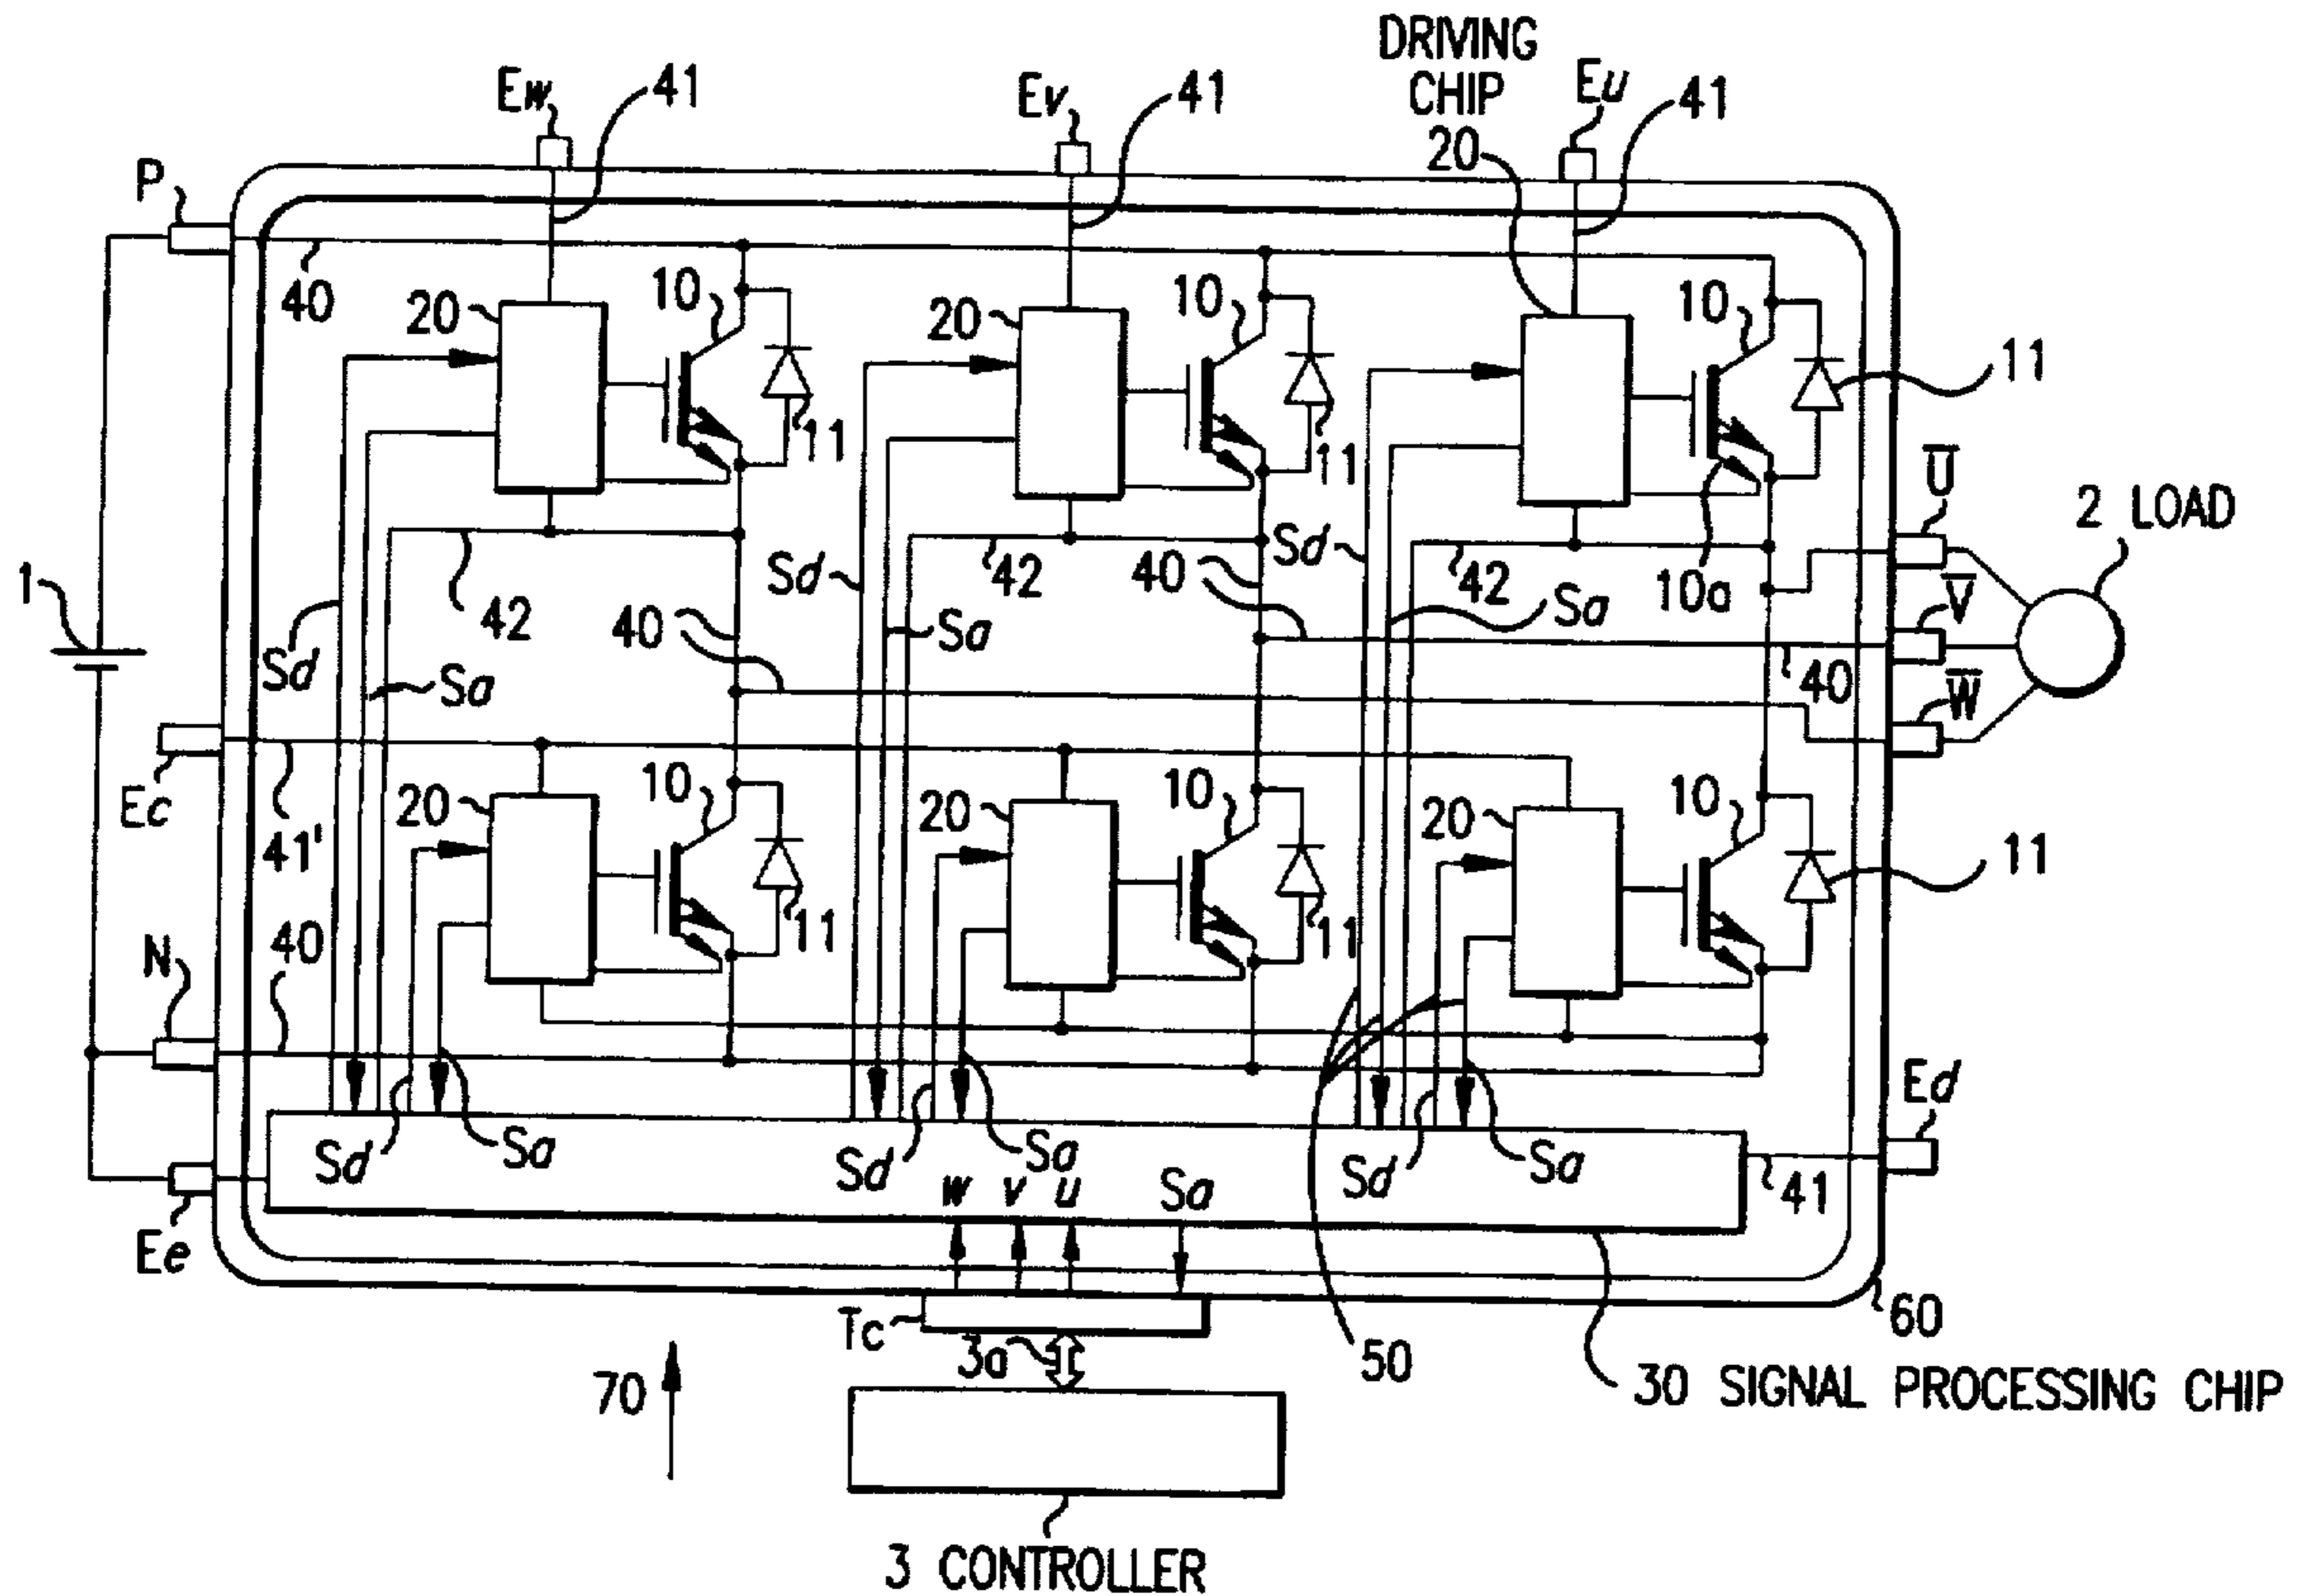 DRIVING
CHIP
20
Ew
41
Ev
41
Eu
41
P
40
20
10
20
10
10
11
11
11
U̅
2 LOAD
Sd
42
40
42
Sd
42
10a
V̅
1
Sd
Sa
40
Sa
Sa
40
W̅
Ec
41'
20
10
20
10
20
10
11
N
40
11
11
Ed
Sd
Sa
Sd
Sa
Sd
Sa
41
w
v
u
Sa
Ee
Tc
3a
50
60
70
30 SIGNAL PROCESSING CHIP
3 CONTROLLER